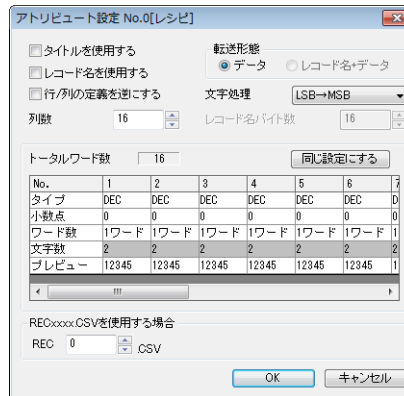 アトリビュート設定 No.0[レシピ]
タイトルを使用する
レコード名を使用する
行/列の定義を逆にする
転送形態
データ レコード名+データ
文字処理 LSB→MSB
列数 16 レコード名バイト数 16
トータルワード数 16 同じ設定にする
No. 1 2 3 4 5 6 7
タイプ DEC DEC DEC DEC DEC DEC D
小数点 0 0 0 0 0 0 0
ワード数 1ワード 1ワード 1ワード 1ワード 1ワード 1ワード 1
文字数 2 2 2 2 2 2 2
プレビュー 12345 12345 12345 12345 12345 12345 1
RECxxxx.CSVを使用する場合
REC 0 .CSV
OK キャンセル